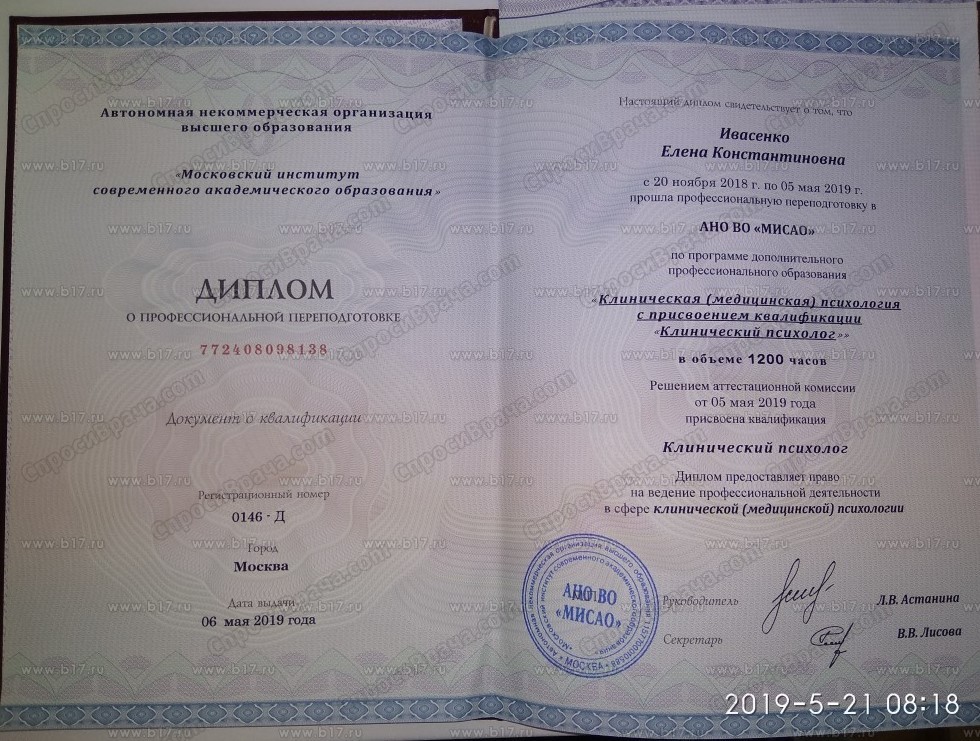 Автономная некоммерческая организация
высшего образования
«Московский институт
современного академического образования»
ДИПЛОМ
О ПРОФЕССИОНАЛЬНОЙ ПЕРЕПОДГОТОВКЕ
772408098138
Документ о квалификации
Регистрационный номер
0146 - Д
Город
Москва
Дата выдачи
06 мая 2019 года
Настоящий диплом свидетельствует о том, что
Ивасенко
Елена Константиновна
с 20 ноября 2018 г. по 05 мая 2019 г.
прошла профессиональную переподготовку в
АНО ВО «МИСАО»
по программе дополнительного
профессионального образования
«Клиническая (медицинская) психология
с присвоением квалификации
«Клинический психолог»»
в объеме 1200 часов
Решением аттестационной комиссии
от 05 мая 2019 года
присвоена квалификация
Клинический психолог
Диплом предоставляет право
на ведение профессиональной деятельности
в сфере клинической (медицинской) психологии
АНО ВО
«МИСАО»
МОСКВА
Руководитель
Л.В. Астанина
Секретарь
В.В. Лисова
2019-5-21 08:18
www.b17.ru
СпросиВрача.com